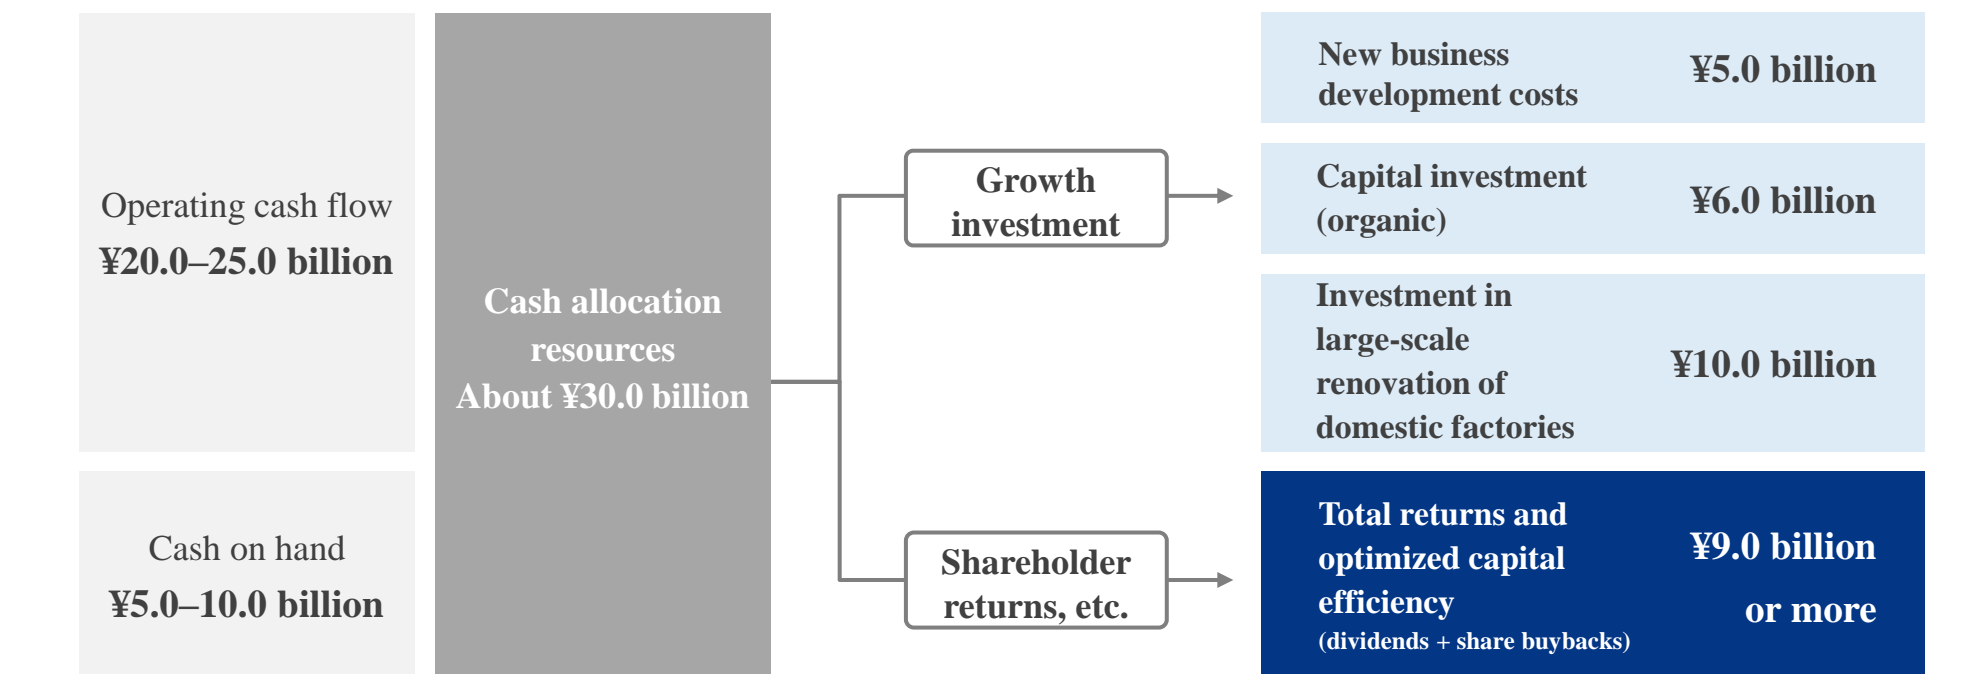 Operating cash flow
¥20.0–25.0 billion
Cash on hand
¥5.0–10.0 billion
Cash allocation
resources
About ¥30.0 billion
Growth
investment
Shareholder
returns, etc.
New business
development costs
¥5.0 billion
Capital investment
(organic)
¥6.0 billion
Investment in
large-scale
renovation of
domestic factories
¥10.0 billion
Total returns and
optimized capital
efficiency
(dividends + share buybacks)
¥9.0 billion
or more